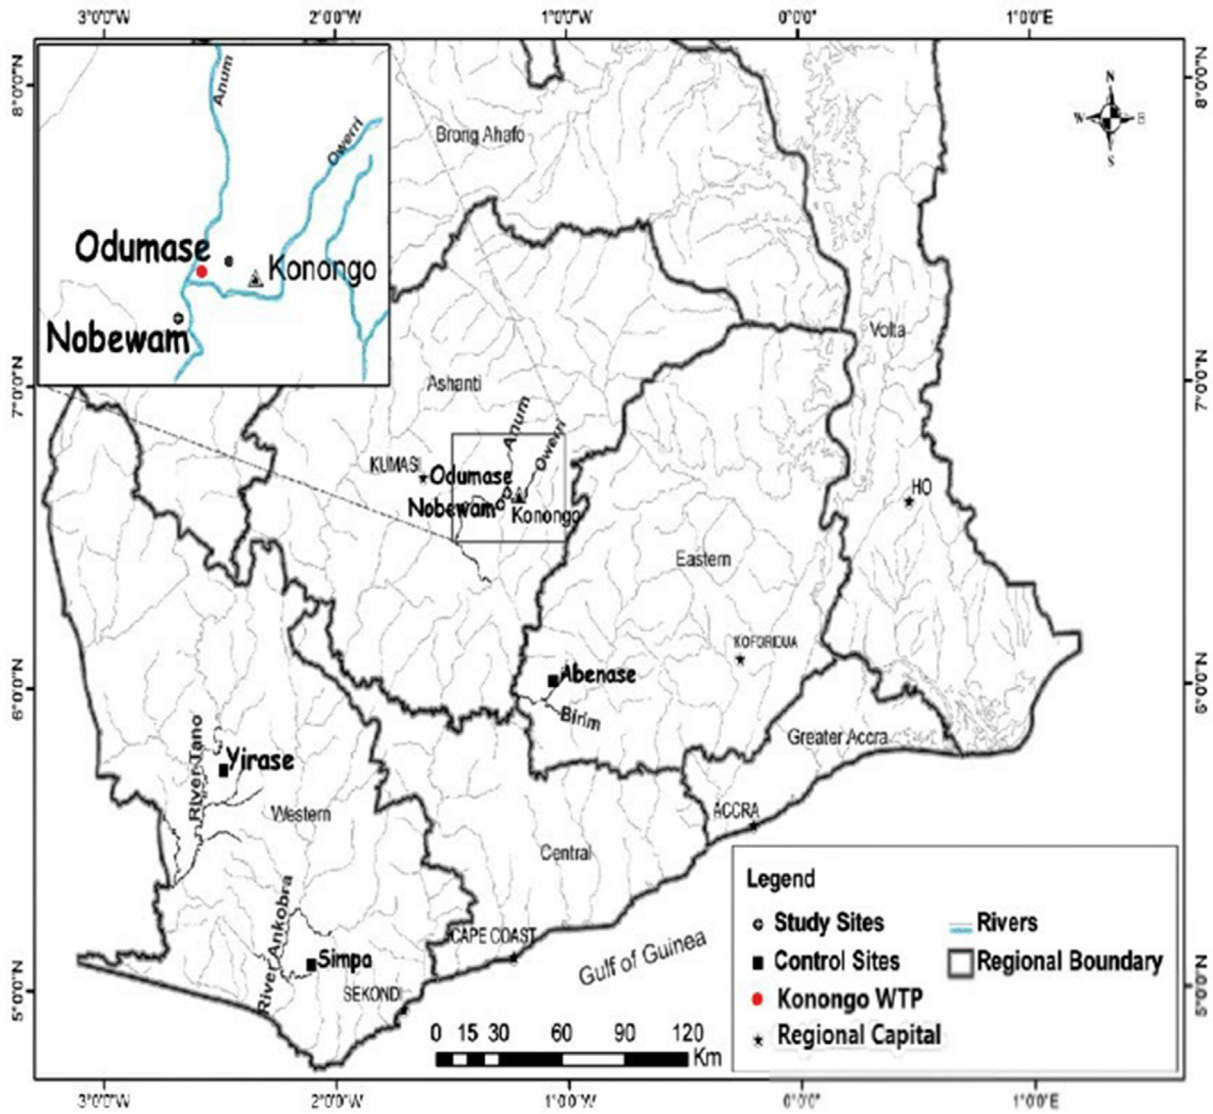 3°0'0"W 2°0'0"W 1°0'0"W 0°0'0" 1°0'0"E
8°0'0"N
8°0'0"N
N
W E
S
Anum
Owerri
Odumase
Konongo
Nobewam
Brong Ahafo
Volta
7°0'0"N
7°0'0"N
Ashanti
Anum
Owerri
KUMASI
Odumase
Nobewam
Konongo
HO
Eastern
KOFORIDUA
6°0'0"N
6°0'0"N
Abenase
Birim
Greater Accra
River Tano
Yirase
Western
ACCRA
Central
River Ankobra
CAPE COAST
Simpa
SEKONDI
Gulf of Guinea
5°0'0"N
5°0'0"N
0 15 30 60 90 120
Km
Legend
Study Sites
Rivers
Control Sites
Regional Boundary
Konongo WTP
Regional Capital
3°0'0"W 2°0'0"W 1°0'0"W 0°0'0" 1°0'0"E